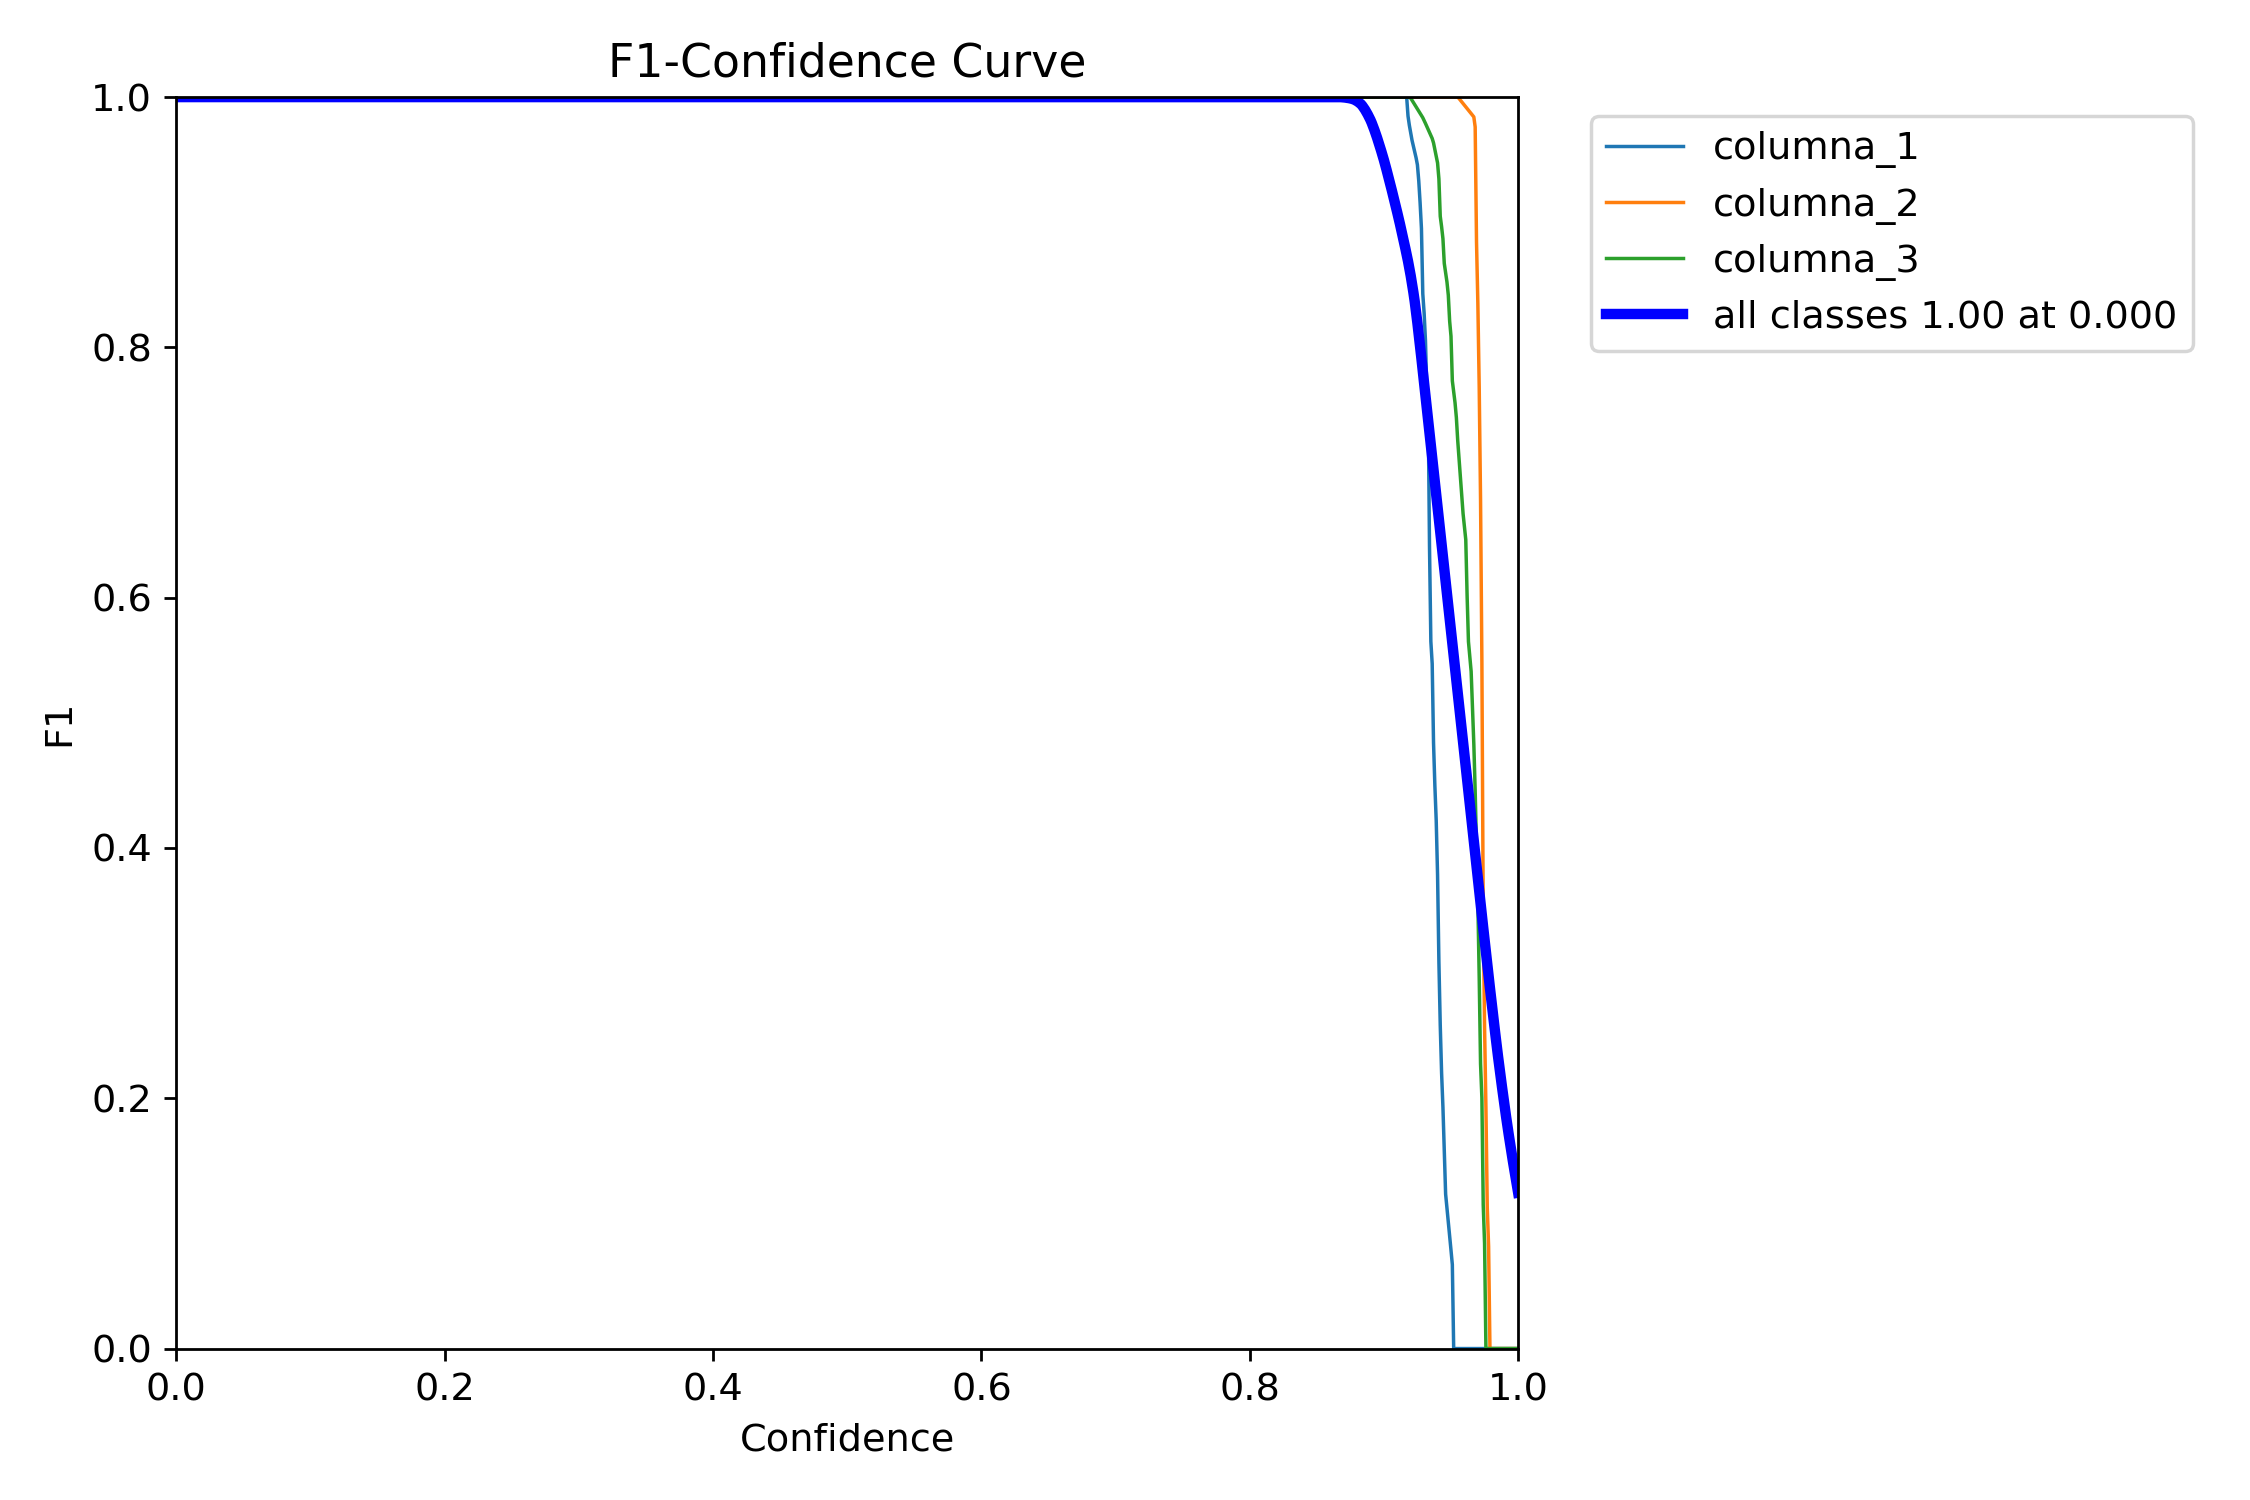 F1-Confidence Curve
1.0
0.8
0.6
0.4
0.2
0.0
F1
0.0 0.2 0.4 0.6 0.8 1.0
Confidence
columna_1
columna_2
columna_3
all classes 1.00 at 0.000